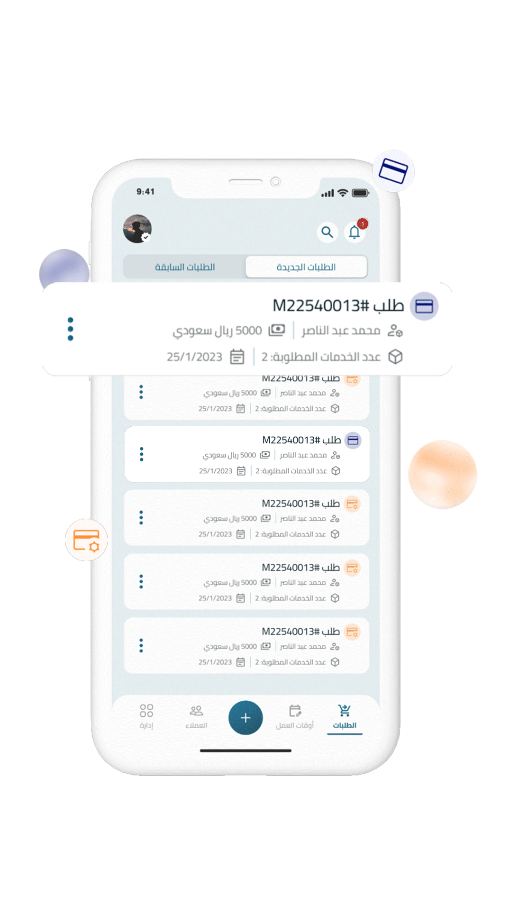 9:41
1
الطلبات الجديدة
الطلبات السابقة
طلب #M22540013
محمد عبد الناصر
5000 ريال سعودي
عدد الخدمات المطلوبة: 2
25/1/2023
طلب #M22540013
محمد عبد الناصر
5000 ريال سعودي
عدد الخدمات المطلوبة: 2
25/1/2023
طلب #M22540013
محمد عبد الناصر
5000 ريال سعودي
عدد الخدمات المطلوبة: 2
25/1/2023
طلب #M22540013
محمد عبد الناصر
5000 ريال سعودي
عدد الخدمات المطلوبة: 2
25/1/2023
طلب #M22540013
محمد عبد الناصر
5000 ريال سعودي
عدد الخدمات المطلوبة: 2
25/1/2023
طلب #M22540013
محمد عبد الناصر
5000 ريال سعودي
عدد الخدمات المطلوبة: 2
25/1/2023
الطلبات
أوقات العمل
العملاء
إدارة